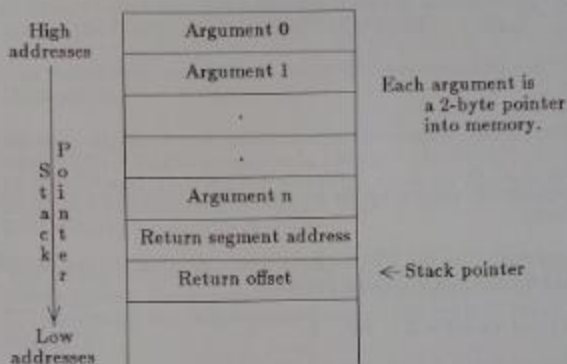 High
addresses
Stack
Pointer
Low
addresses
Argument 0
Argument 1
.
.
Argument n
Return segment address
Return offset
Each argument is
a 2-byte pointer
into memory.
<- Stack pointer